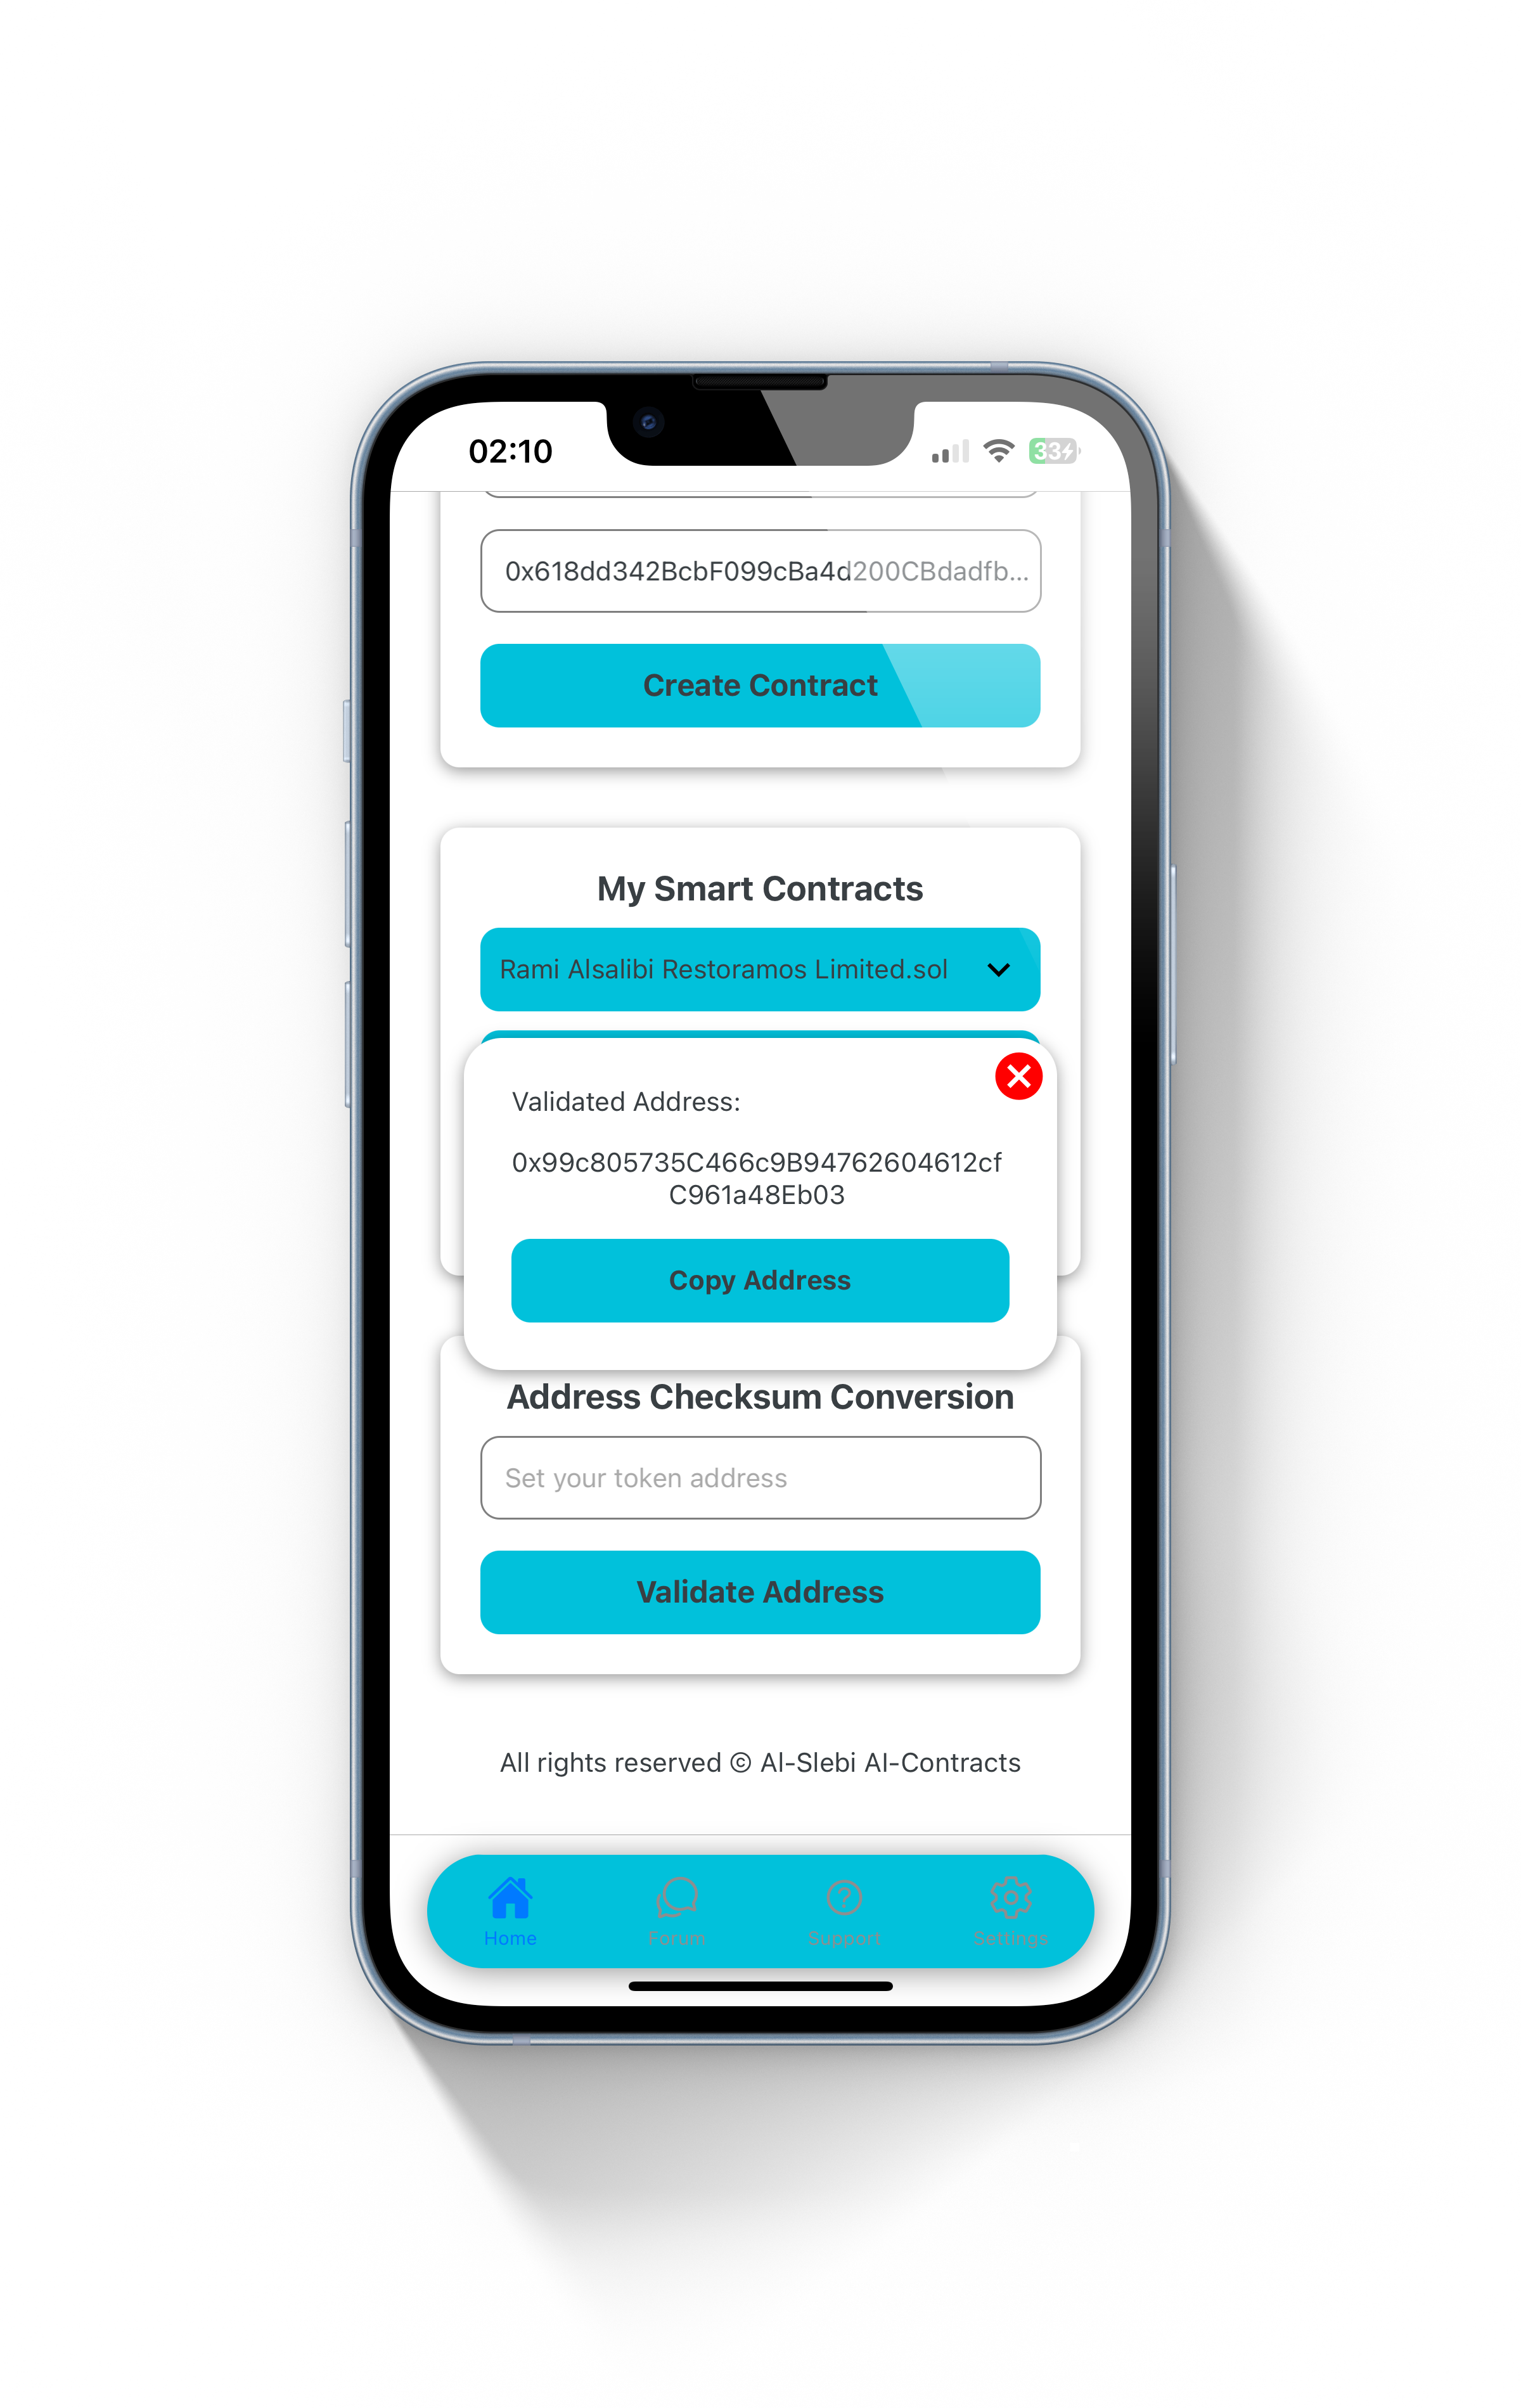 02:10
33
0x618dd342BcbF099cBa4d200CBdadfb...
Create Contract
My Smart Contracts
Rami Alsalibi Restoramos Limited.sol
Validated Address:
0x99c805735C466c9B94762604612cf
C961a48Eb03
Copy Address
Address Checksum Conversion
Set your token address
Validate Address
All rights reserved © Al-Slebi AI-Contracts
Home
Forum
Support
Settings